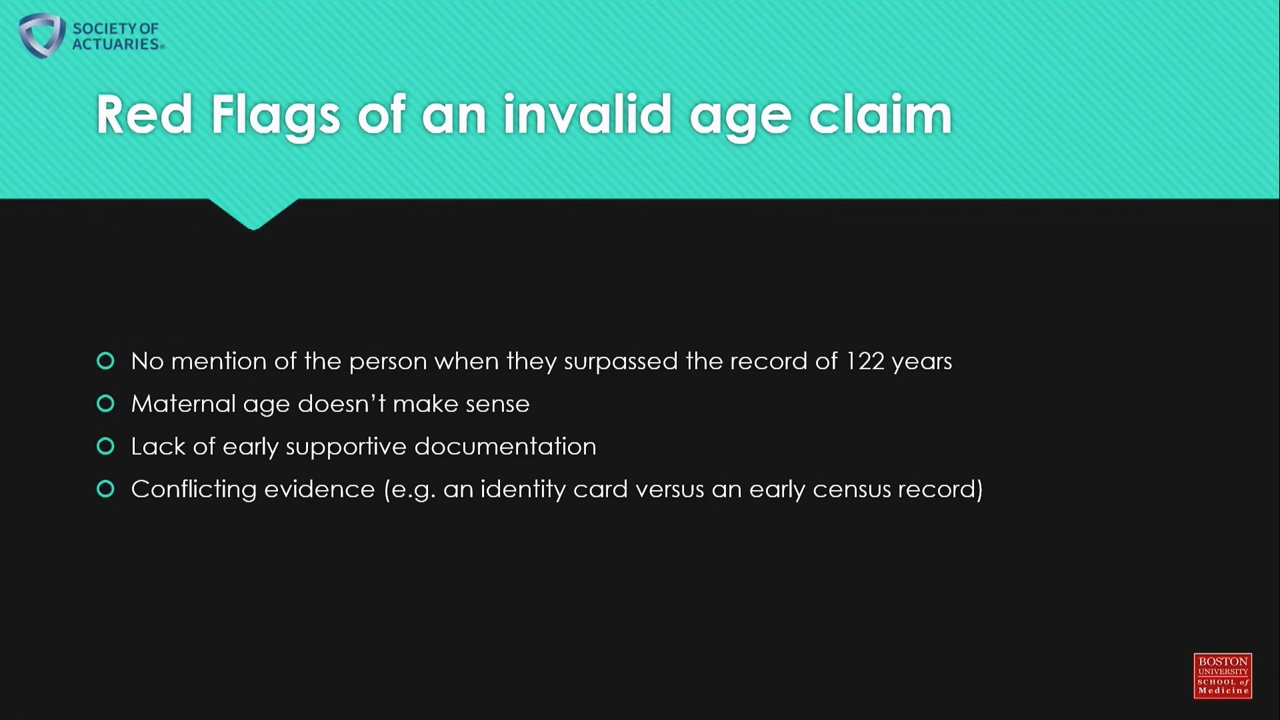 SOCIETY OF
ACTUARIES®
Red Flags of an invalid age claim
No mention of the person when they surpassed the record of 122 years
Maternal age doesn’t make sense
Lack of early supportive documentation
Conflicting evidence (e.g. an identity card versus an early census record)
BOSTON
UNIVERSITY
SCHOOL of
Medicine